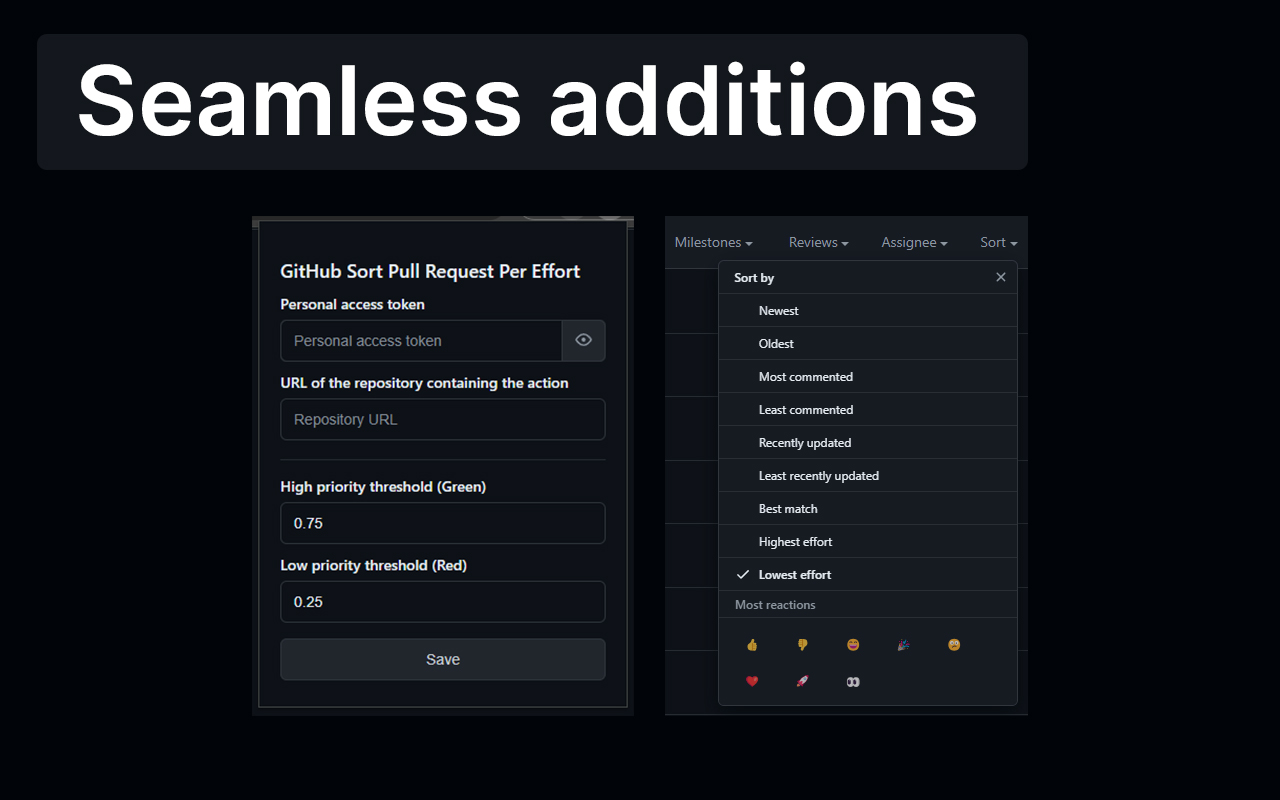 Seamless additions
GitHub Sort Pull Request Per Effort
Personal access token
Personal access token
URL of the repository containing the action
Repository URL
High priority threshold (Green)
0.75
Low priority threshold (Red)
0.25
Save
Milestones Reviews Assignee Sort
Sort by
Newest
Oldest
Most commented
Least commented
Recently updated
Least recently updated
Best match
Highest effort
Lowest effort
Most reactions